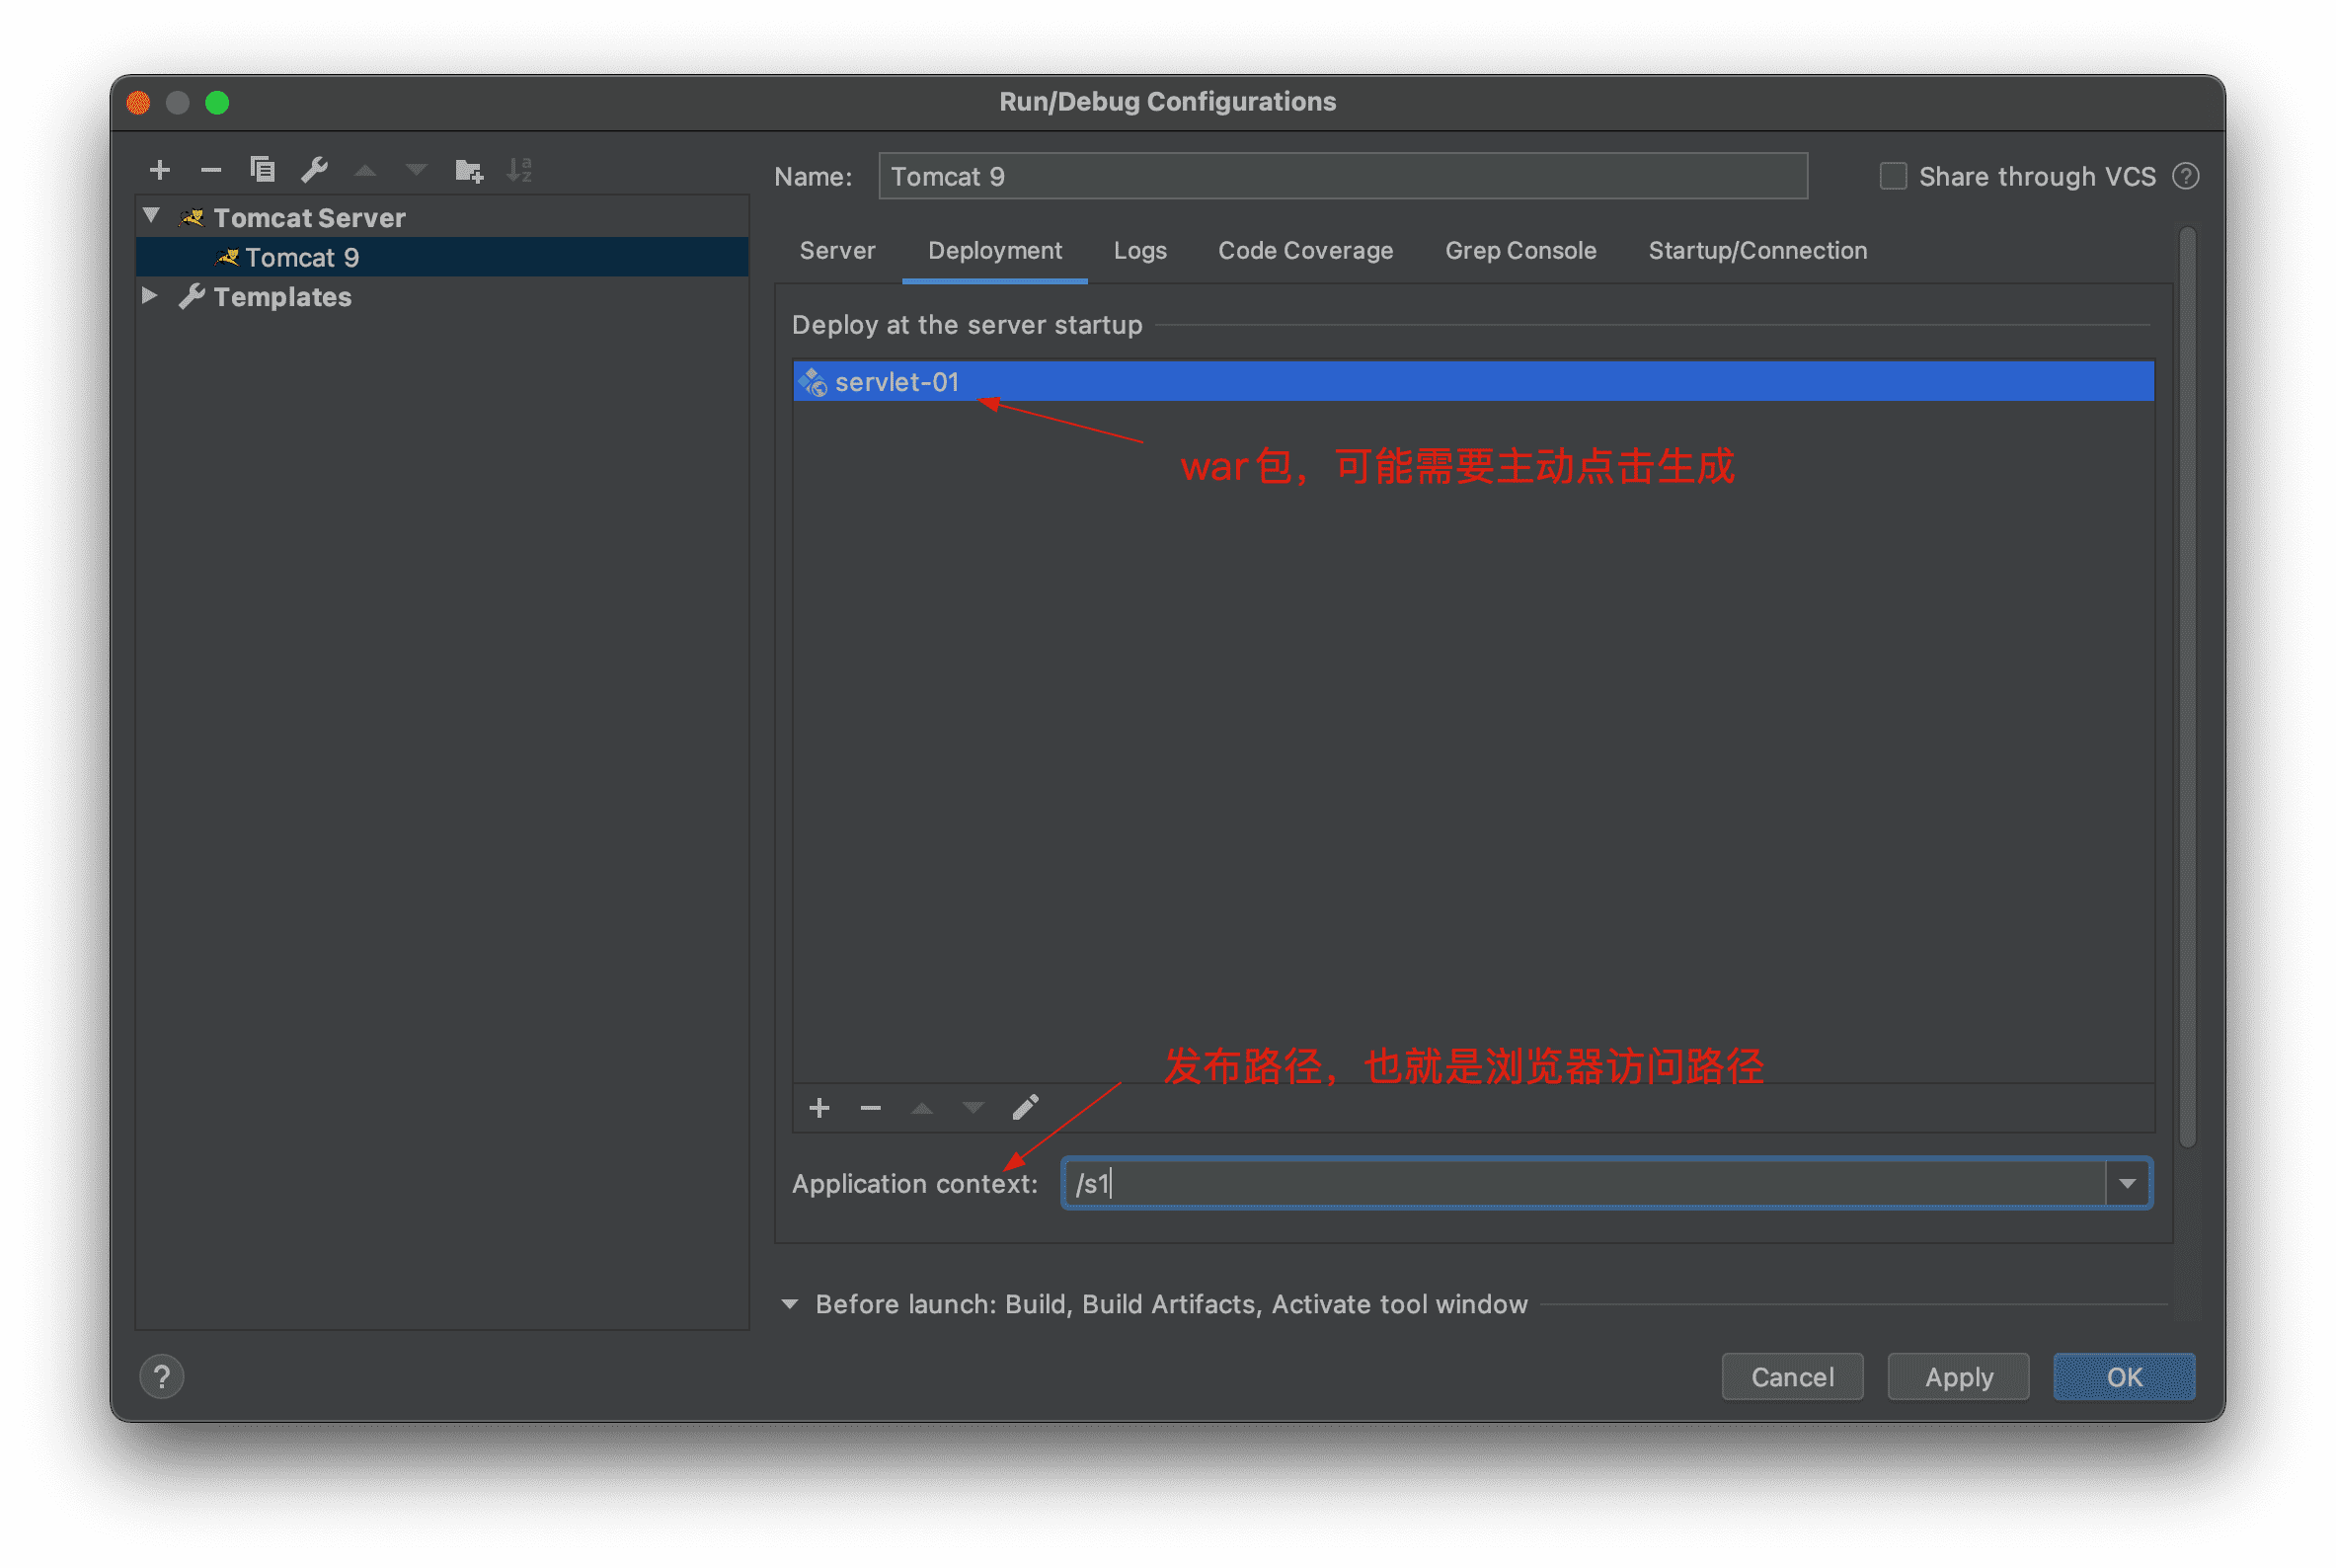 Run/Debug Configurations
Name: Tomcat 9
Share through VCS ?
Tomcat Server
Tomcat 9
Templates
Server Deployment Logs Code Coverage Grep Console Startup/Connection
Deploy at the server startup
servlet-01
war包，可能需要主动点击生成
发布路径，也就是浏览器访问路径
Application context: /s1
Before launch: Build, Build Artifacts, Activate tool window
? Cancel Apply OK